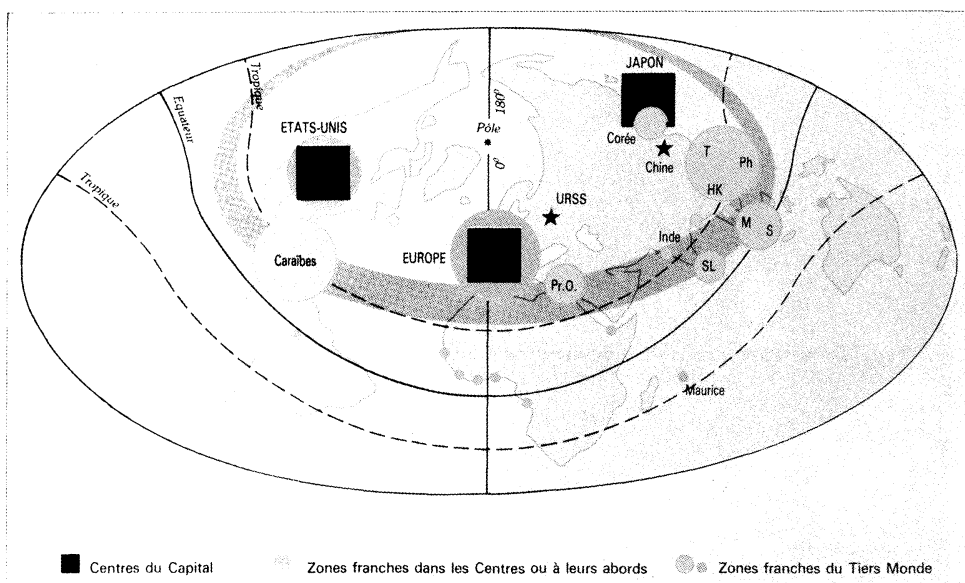 JAPON
Tropique
180°
Equateur
ETATS-UNIS
Pôle
Corée
T
Ph
Chine
0°
Tropique
HK
URSS
M
S
Inde
EUROPE
Caraïbes
SL
Pr.O.
Maurice
Centres du Capital
Zones franches dans les Centres ou à leurs abords
Zones franches du Tiers Monde